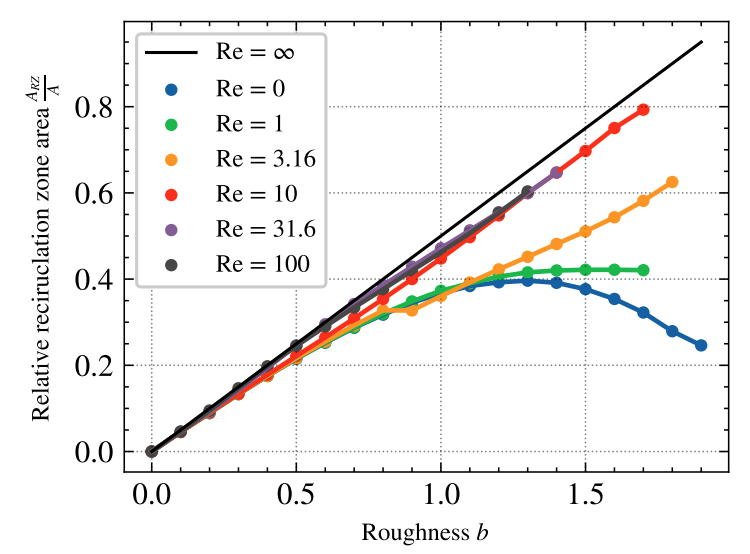 Re = ∞
Re = 0
Re = 1
Re = 3.16
Re = 10
Re = 31.6
Re = 100
Relative reciruclation zone area A_RZ/A
0.8
0.6
0.4
0.2
0.0
0.0 0.5 1.0 1.5
Roughness b